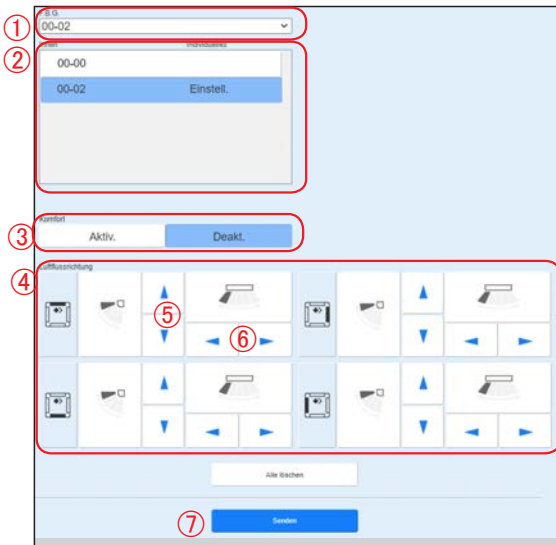 F.B.G.
① 00-02
② Innen Individuelles
00-00
00-02 Einstell.
Komfort
③ Aktiv. Deakt.
Luftflussrichtung
④
⑤ ⑥
Alle löschen
⑦ Senden